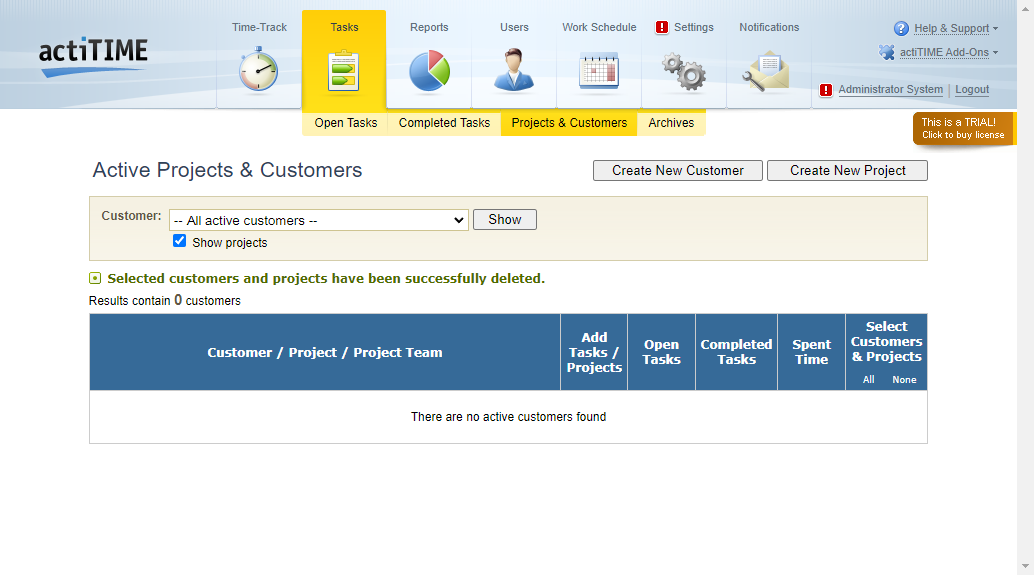 actiTIME
Time-Track
Tasks
Reports
Users
Work Schedule
! Settings
Notifications
? Help & Support
actiTIME Add-Ons
! Administrator System | Logout
Open Tasks
Completed Tasks
Projects & Customers
Archives
This is a TRIAL!
Click to buy license
Active Projects & Customers
Create New Customer
Create New Project
Customer:
-- All active customers --
Show
Show projects
Selected customers and projects have been successfully deleted.
Results contain 0 customers
Customer / Project / Project Team
Add
Tasks /
Projects
Open
Tasks
Completed
Tasks
Spent
Time
Select
Customers
& Projects
All None
There are no active customers found